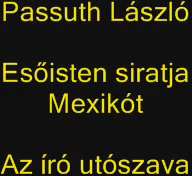 Passuth László
Esőisten siratja
Mexikót
Az író utószava